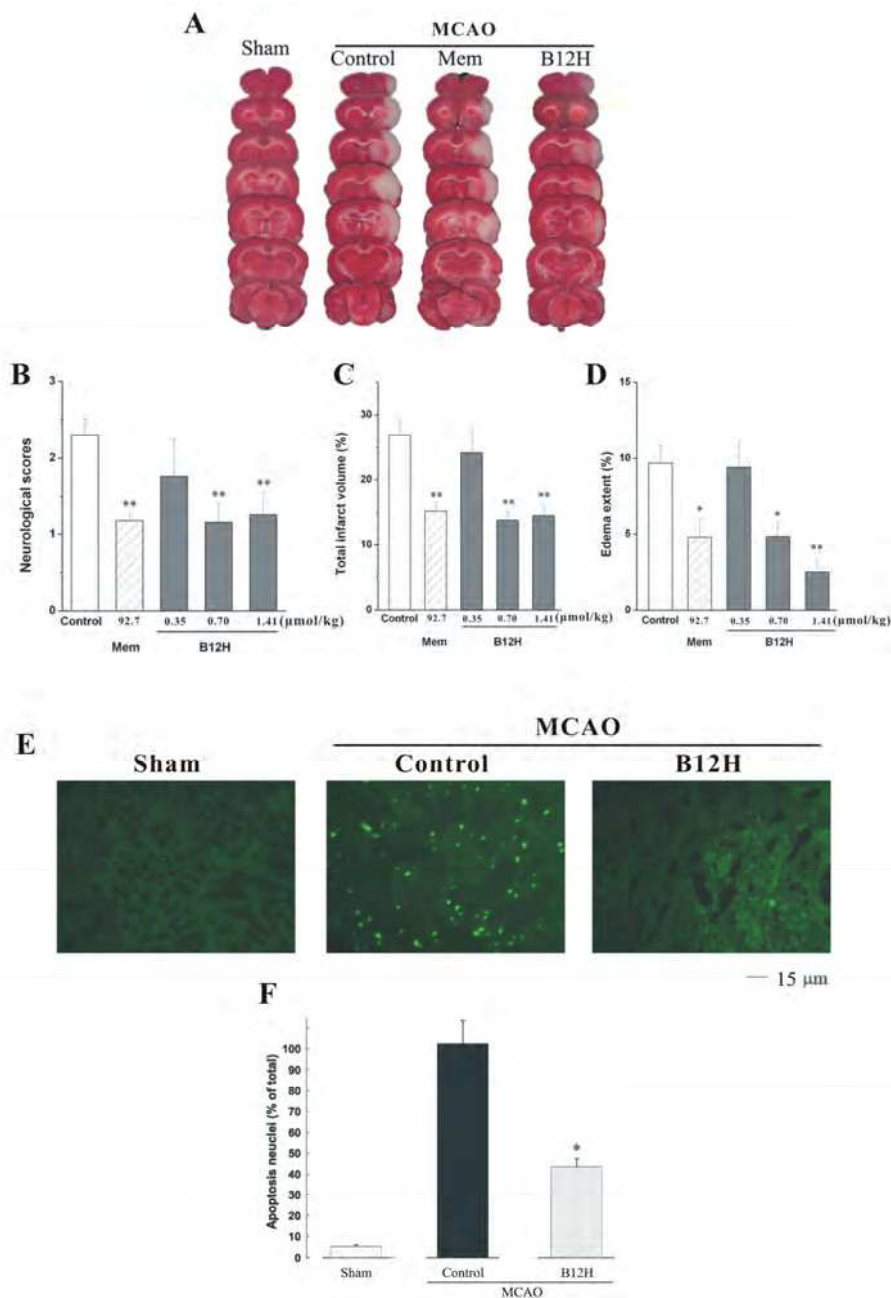 A
MCAO
Sham
Control
Mem
B12H
B
Neurological scores
3
2
1
0
Control
92.7
0.35
0.70
1.41(μmol/kg)
Mem
B12H
C
Total infarct volume (%)
30
20
10
0
Control
92.7
0.35
0.70
1.41(μmol/kg)
Mem
B12H
D
Edema extent (%)
15
10
5
0
Control
92.7
0.35
0.70
1.41(μmol/kg)
Mem
B12H
**
**
**
**
**
**
*
*
**
E
MCAO
Sham
Control
B12H
15 μm
F
Apoptosis neuclei (% of total)
100
90
80
70
60
50
40
30
20
10
0
*
Sham
Control
B12H
MCAO